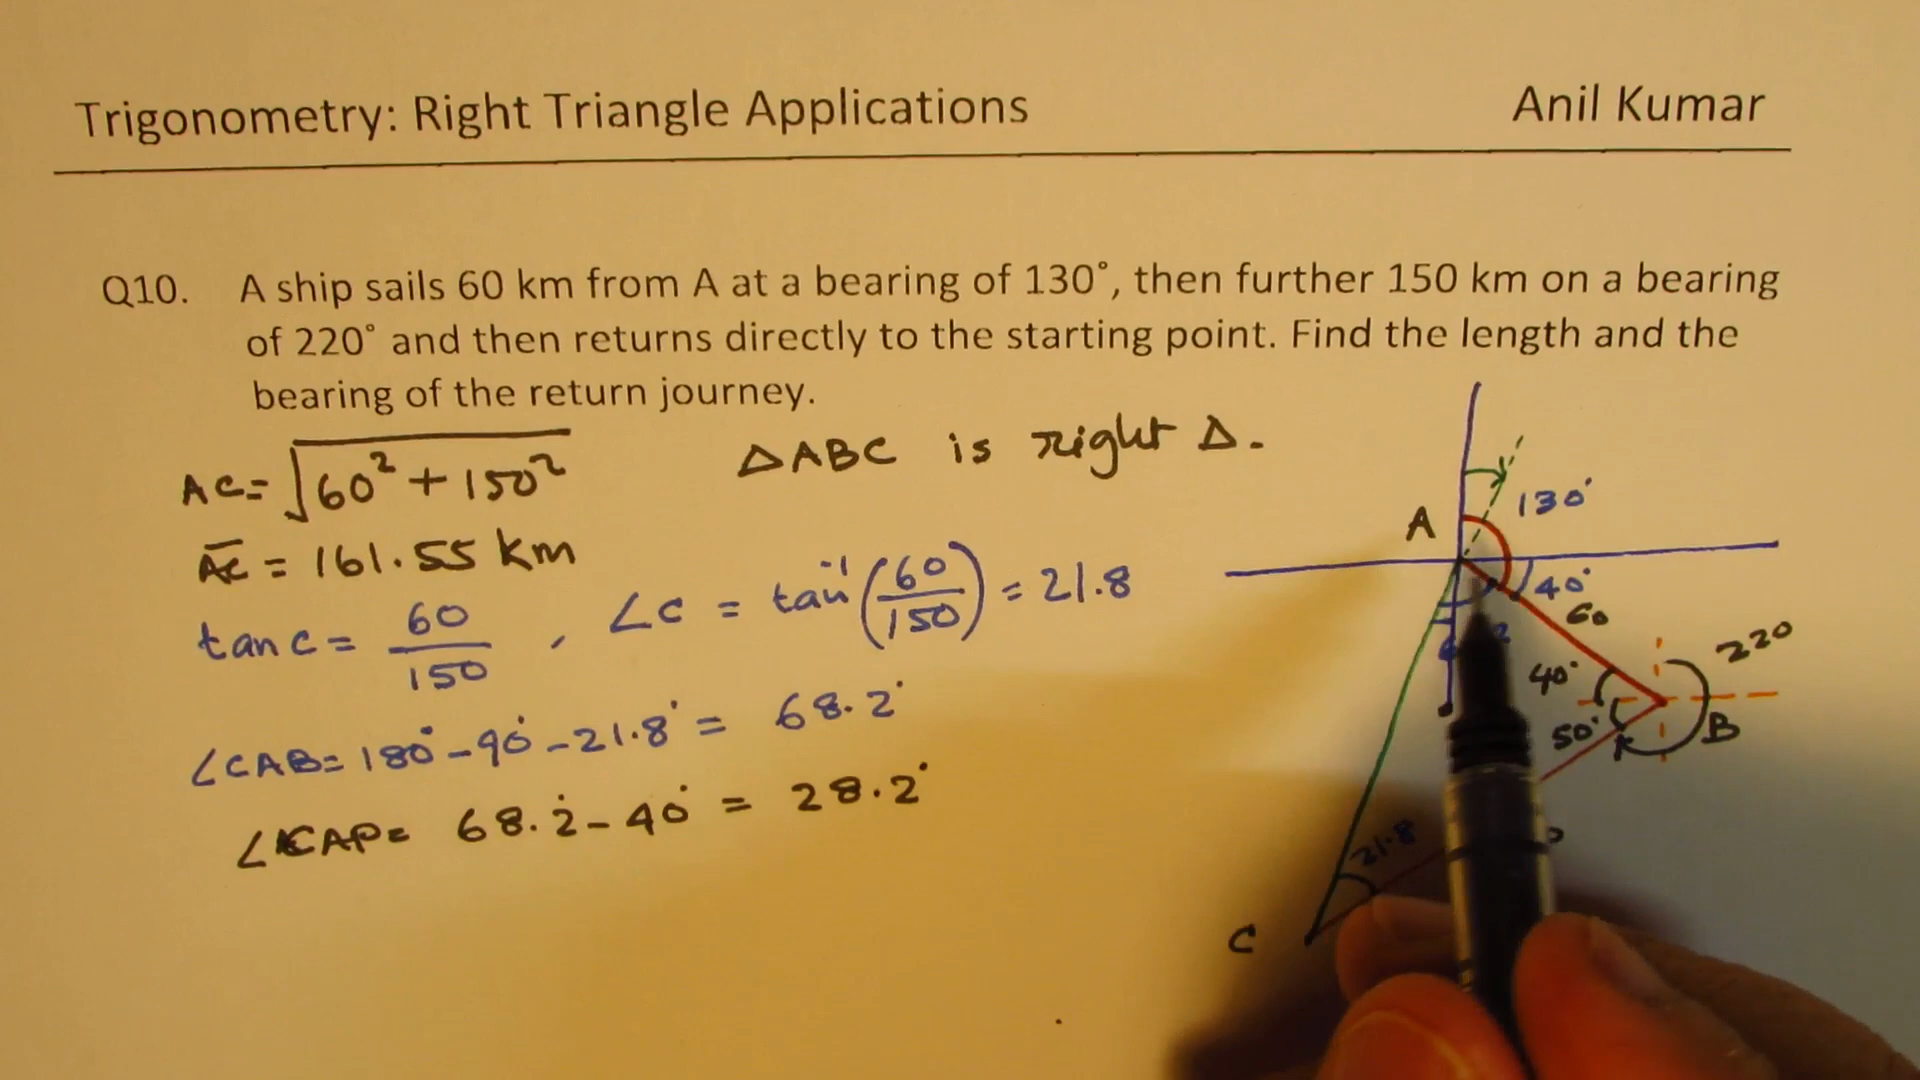 Trigonometry: Right Triangle Applications Anil Kumar
Q10. A ship sails 60 km from A at a bearing of 130°, then further 150 km on a bearing
of 220° and then returns directly to the starting point. Find the length and the
bearing of the return journey.
AC = √(60² + 150²) △ABC is right △.
AC = 161.55 km
tan C = 60/150 , ∠C = tan⁻¹(60/150) = 21.8
∠CAB = 180° - 90° - 21.8° = 68.2°
∠CAP = 68.2° - 40° = 28.2°
A 130°
40°
60
220
40°
50° B
21.8
C